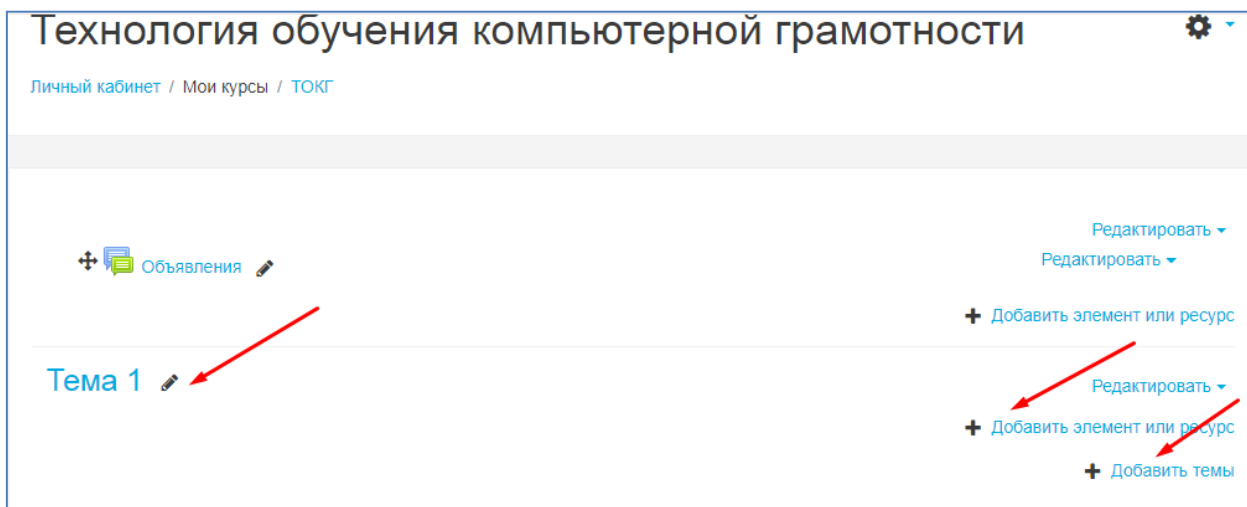 Технология обучения компьютерной грамотности
Личный кабинет / Мои курсы / ТОКГ
Редактировать
Объявления
Редактировать
Добавить элемент или ресурс
Тема 1
Редактировать
Добавить элемент или ресурс
Добавить темы